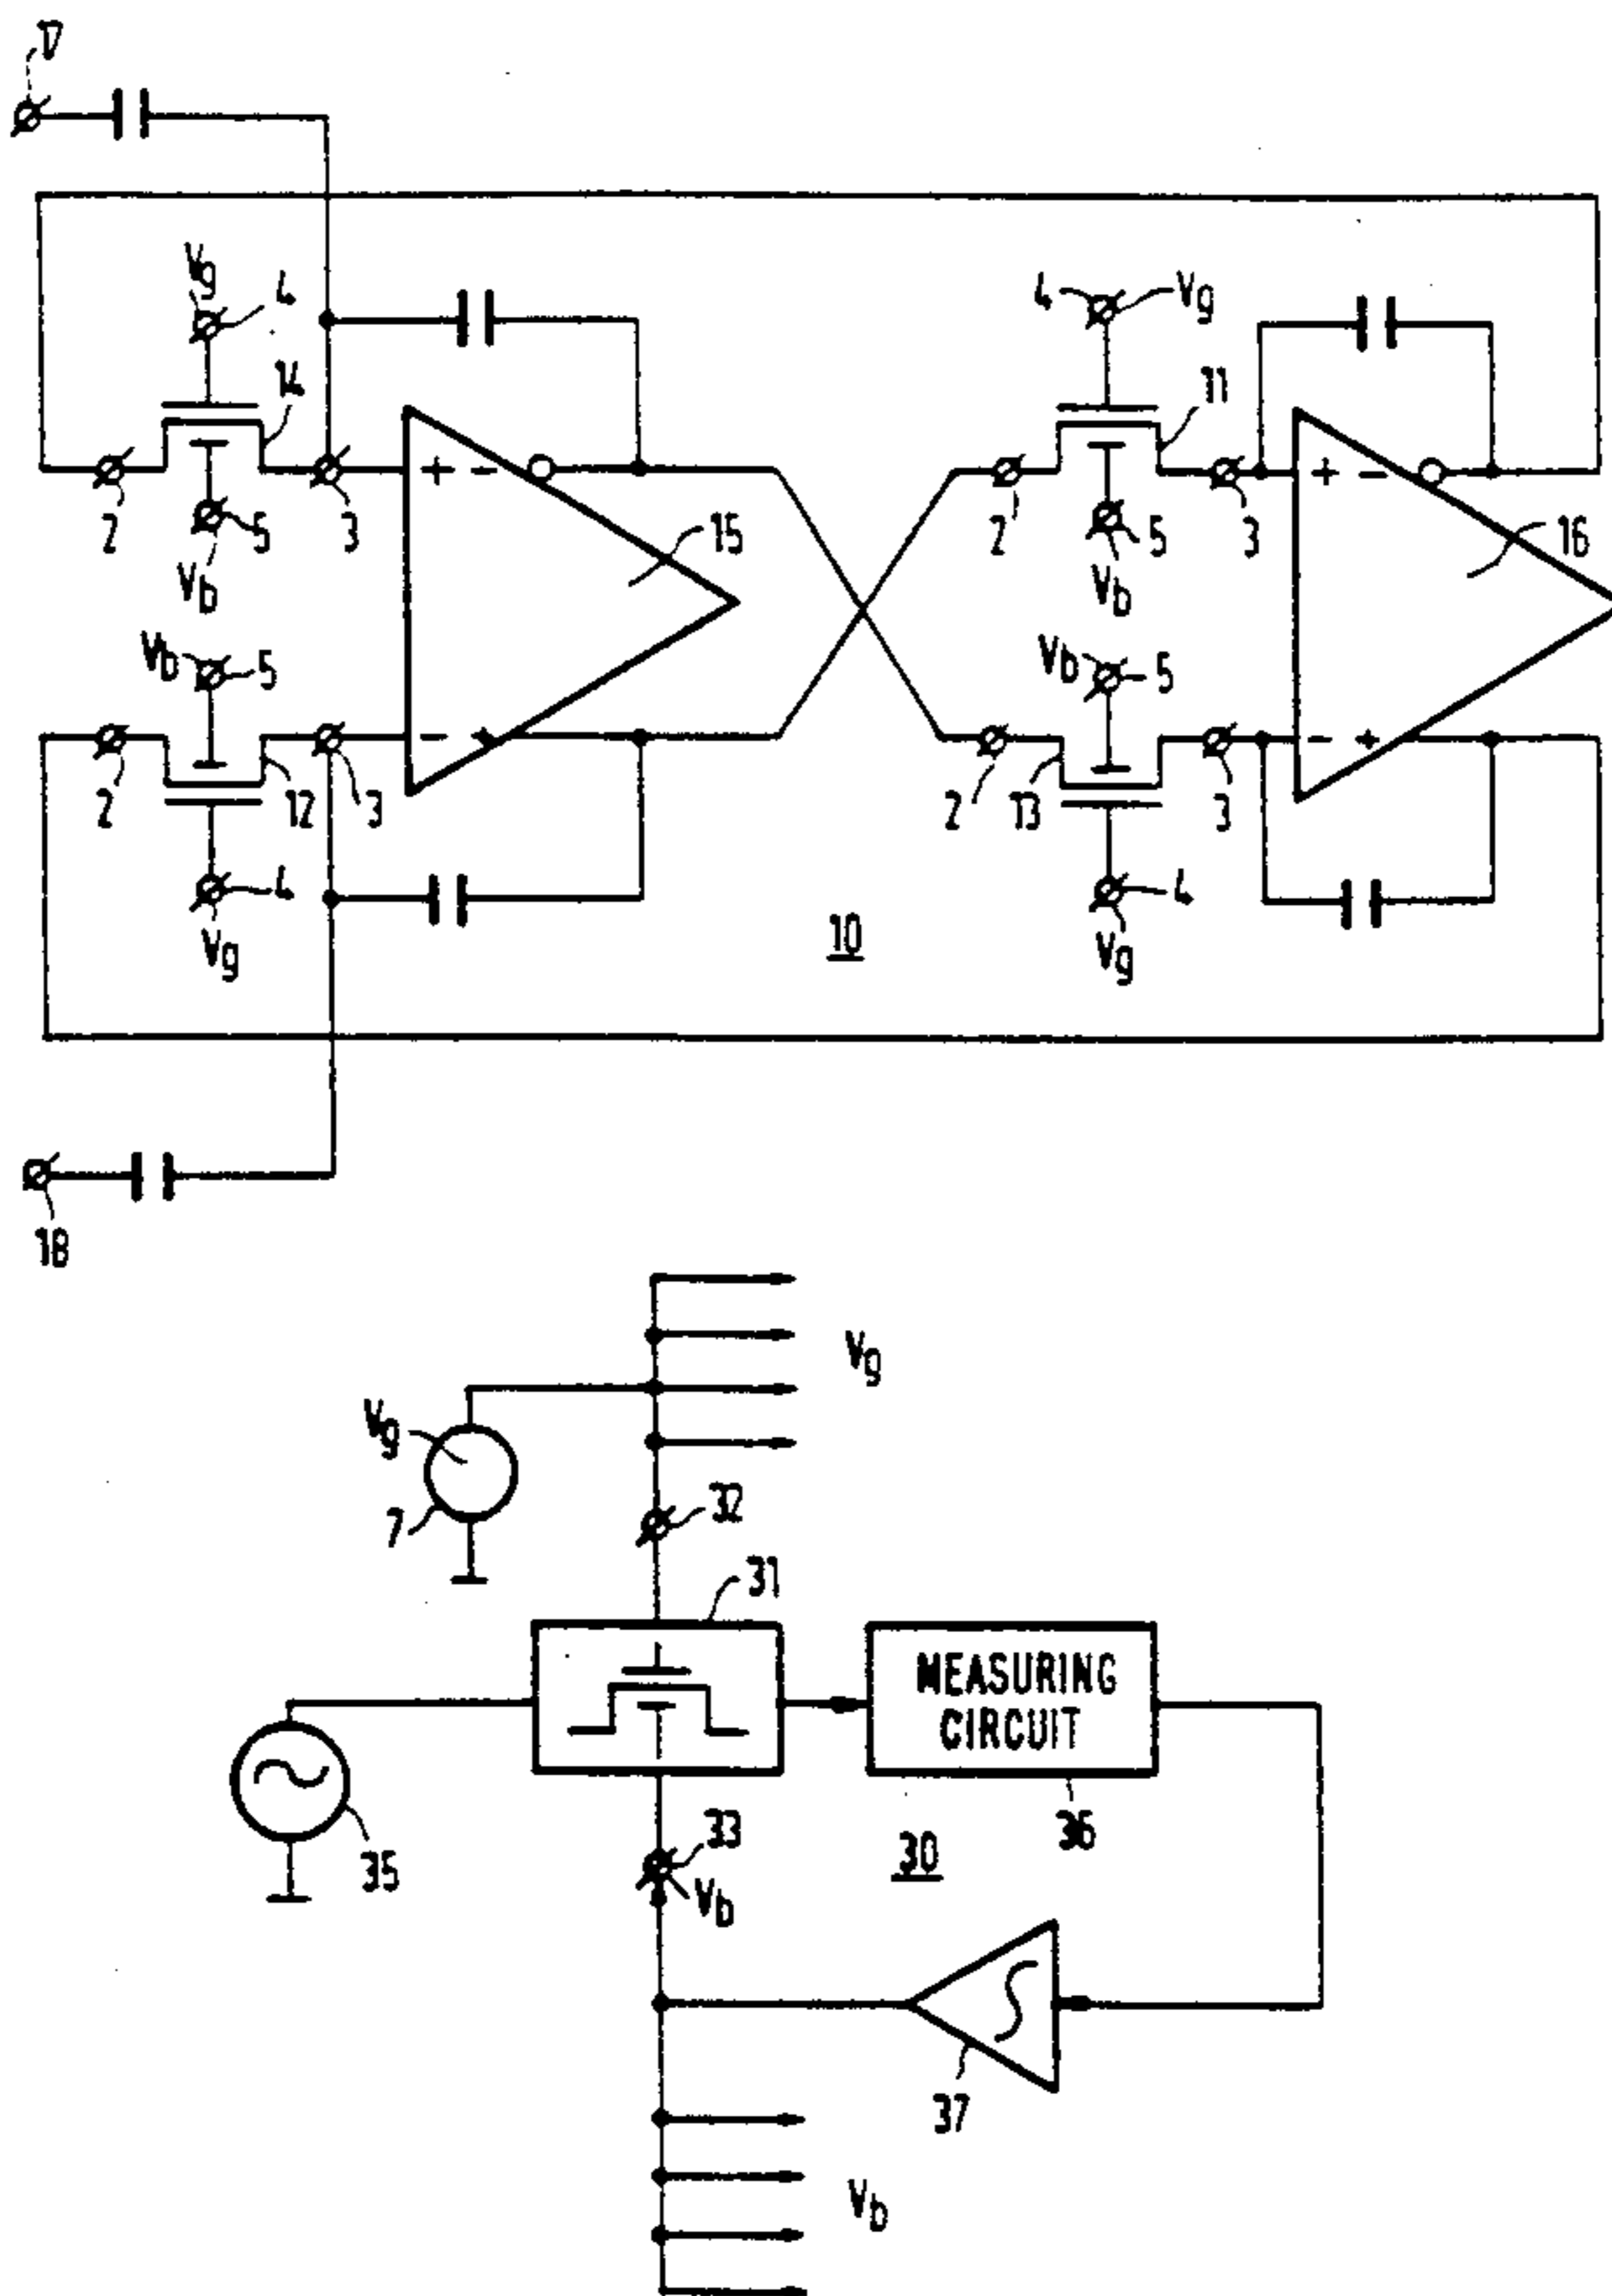 17
Vg 4 4 Vg
14 11
+ - + -
2 5 3 2 5 3
Vb 15 Vb 16
Vb 5 Vb 5
- + - +
2 12 3 2 13 3
4 4
Vg 10 Vg
18
Vg
Vg
7 32
31
MEASURING
CIRCUIT
33 36
35 Vb 30
37
Vb